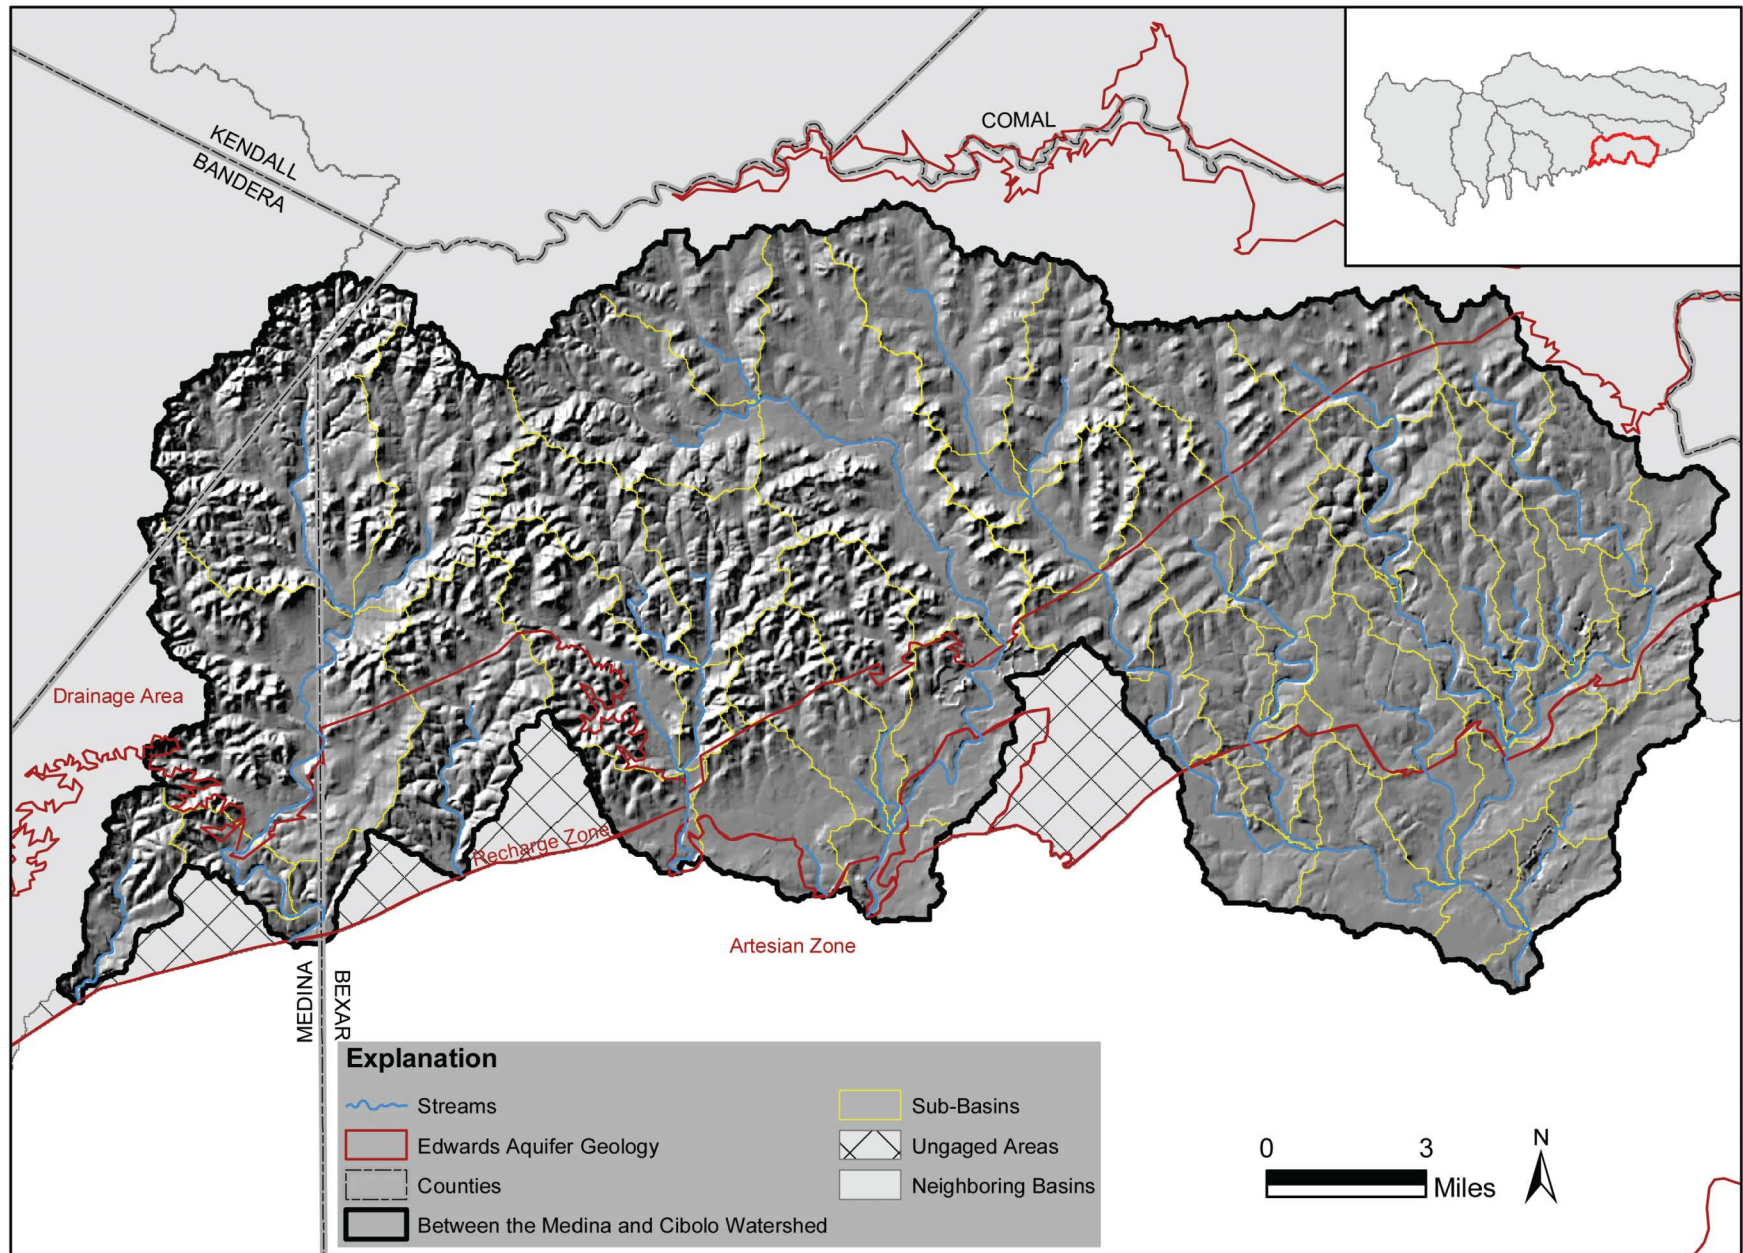 COMAL
KENDALL
BANDERA
Drainage Area
Recharge Zone
Artesian Zone
MEDINA
BEXAR
Explanation
Streams
Edwards Aquifer Geology
Counties
Between the Medina and Cibolo Watershed
Sub-Basins
Ungaged Areas
Neighboring Basins
0 3
Miles
N